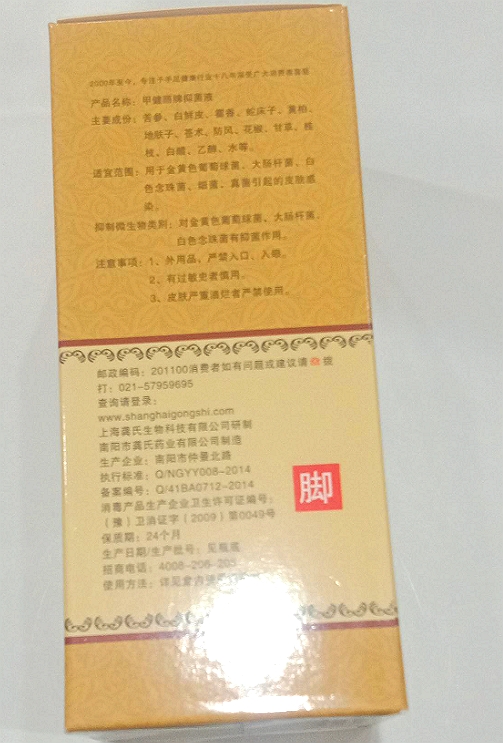 2000年至今，专注于手足健康行业十八年深受广大消费者喜爱
产品名称：甲健 牌抑菌液
主要成份：苦参、白鲜皮、藿香、蛇床子、黄柏、
地肤子、苍术、防风、花椒、甘草、桂
枝、白醋、乙醇、水等。
适宜范围：用于金黄色葡萄球菌、大肠杆菌、白
色念珠菌、细菌、真菌引起的皮肤感
染。
抑制微生物类别：对金黄色葡萄球菌、大肠杆菌、
白色念珠菌有抑菌作用。
注意事项：1、外用品，严禁入口、入眼。
2、有过敏史者慎用。
3、皮肤严重溃烂者严禁使用。
邮政编码：201100消费者如有问题或建议请 拨
打：021-57959695
查询请登录：
www.shanghaigongshi.com
上海龚氏生物科技有限公司研制
南阳市龚氏药业有限公司制造
生产企业：南阳市仲景北路
执行标准：Q/NGYY008-2014
备案编号：Q/41BA0712-2014
消毒产品生产企业卫生许可证编号：
（豫）卫消证字（2009）第0049号
保质期：24个月
生产日期/生产批号：见瓶底
招商电话：4008-208-205
使用方法：详见盒内
脚